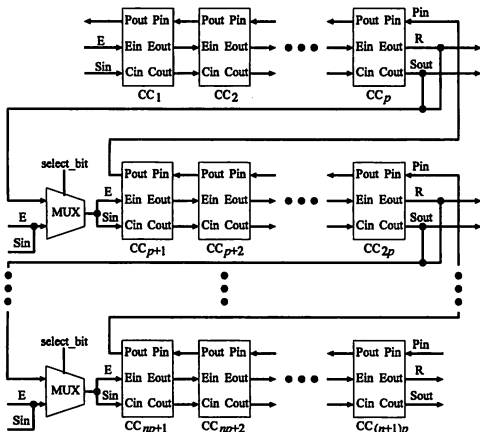 Pout Pin Pout Pin Pout Pin Pin
E Ein Eout Ein Eout Ein Eout R
Sin Cin Cout Cin Cout Cin Cout Sout
CC1 CC2 CCp
select_bit
MUX
E
Sin
Pout Pin Pout Pin Pout Pin Pin
E Ein Eout Ein Eout Ein Eout R
Sin Cin Cout Cin Cout Cin Cout Sout
CCp+1 CCp+2 CC2p
select_bit
MUX
E
Sin
Pout Pin Pout Pin Pout Pin Pin
E Ein Eout Ein Eout Ein Eout R
Sin Cin Cout Cin Cout Cin Cout Sout
CCnp+1 CCnp+2 CC(n+1)p